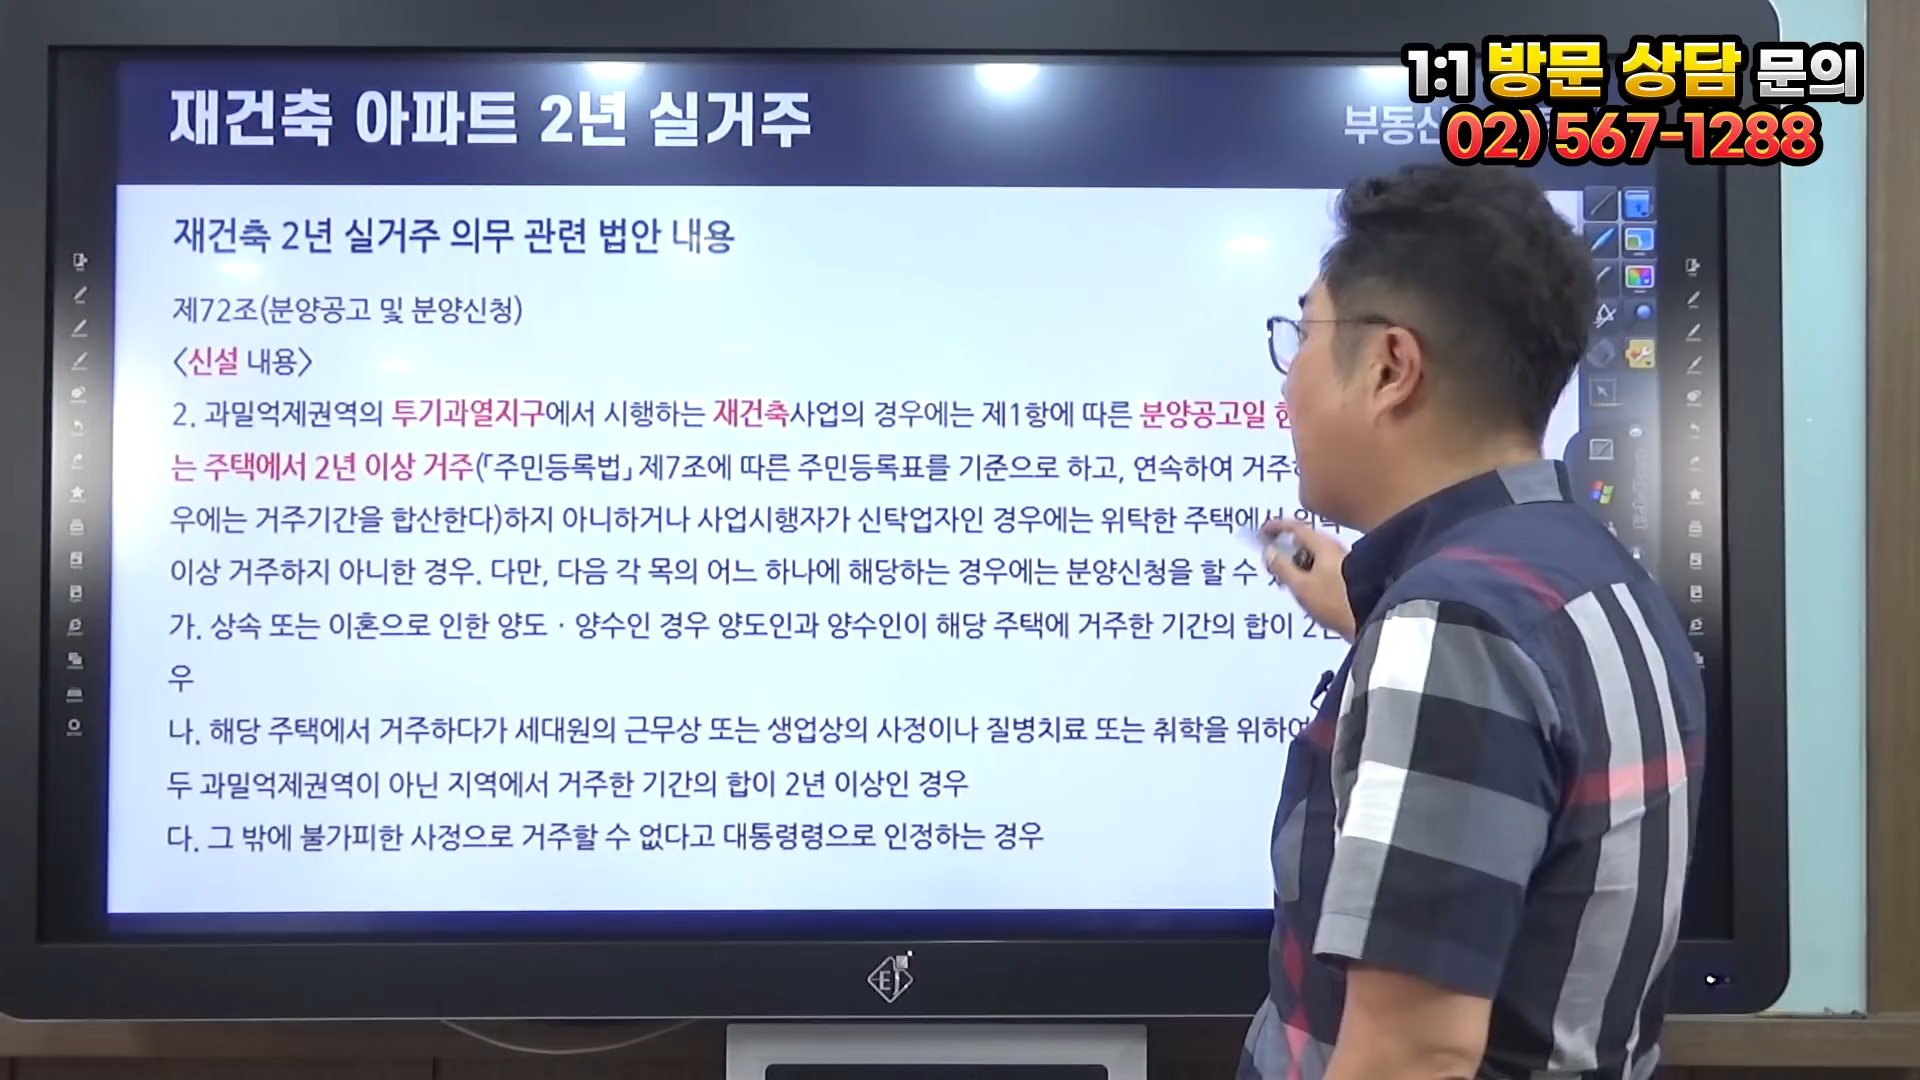 재건축 아파트 2년 실거주
부동산
1:1 방문 상담 문의
02) 567-1288
재건축 2년 실거주 의무 관련 법안 내용
제72조(분양공고 및 분양신청)
<신설 내용>
2. 과밀억제권역의 투기과열지구에서 시행하는 재건축사업의 경우에는 제1항에 따른 분양공고일
는 주택에서 2년 이상 거주(「주민등록법」 제7조에 따른 주민등록표를 기준으로 하고, 연속하여
우에는 거주기간을 합산한다)하지 아니하거나 사업시행자가 신탁업자인 경우에는 위탁한 주택에서
이상 거주하지 아니한 경우. 다만, 다음 각 목의 어느 하나에 해당하는 경우에는 분양신청을 할 수
가. 상속 또는 이혼으로 인한 양도 · 양수인 경우 양도인과 양수인이 해당 주택에 거주한 기간의 합이
우
나. 해당 주택에서 거주하다가 세대원의 근무상 또는 생업상의 사정이나 질병치료 또는 취학을 위하여
두 과밀억제권역이 아닌 지역에서 거주한 기간의 합이 2년 이상인 경우
다. 그 밖에 불가피한 사정으로 거주할 수 없다고 대통령령으로 인정하는 경우